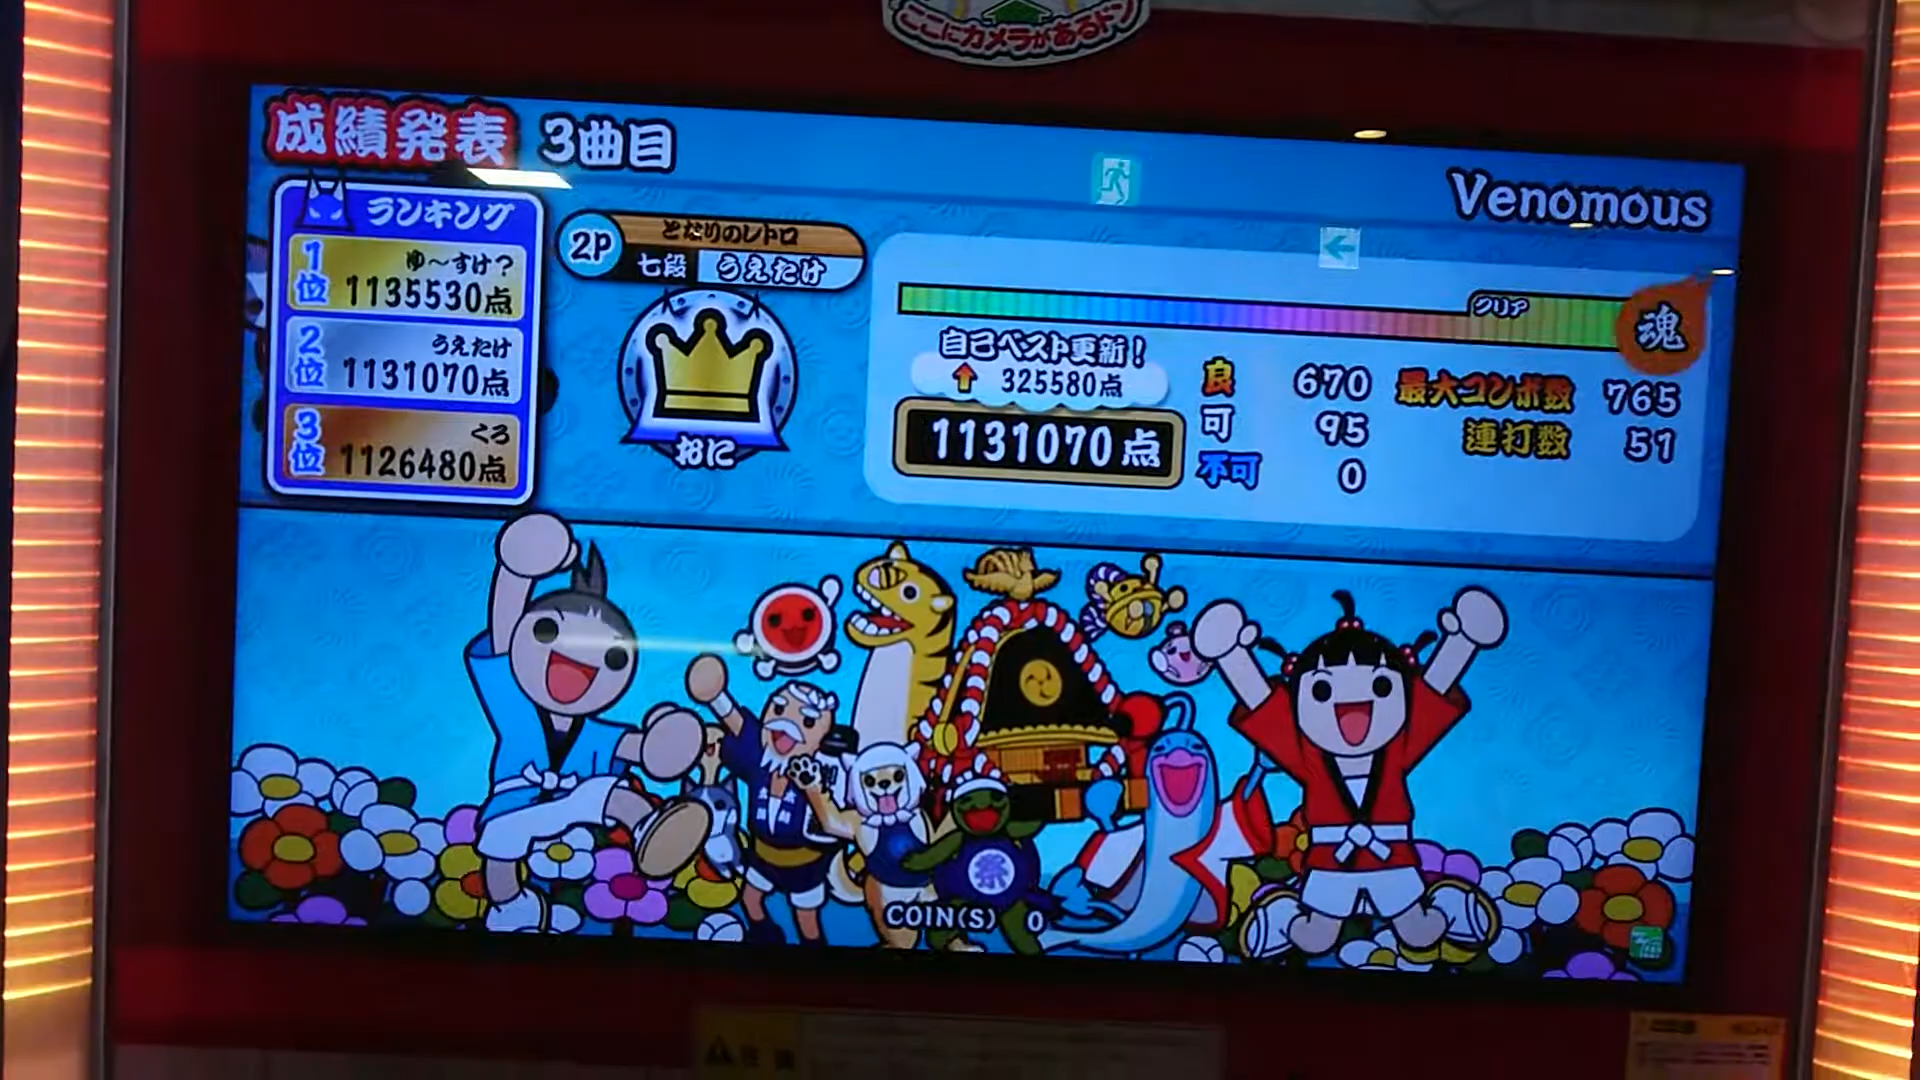 ここにカメラがあるドン
成績発表 3曲目
Venomous
ランキング
1位 ゆ～すけ?
1135530点
2位 うえたけ
1131070点
3位 くろ
1126480点
2P となりのレトロ
七段 うえたけ
おに
クリア
魂
自己ベスト更新!
↑ 325580点
1131070点
良 670 最大コンボ数 765
可 95 連打数 51
不可 0
祭
COIN(S) 0